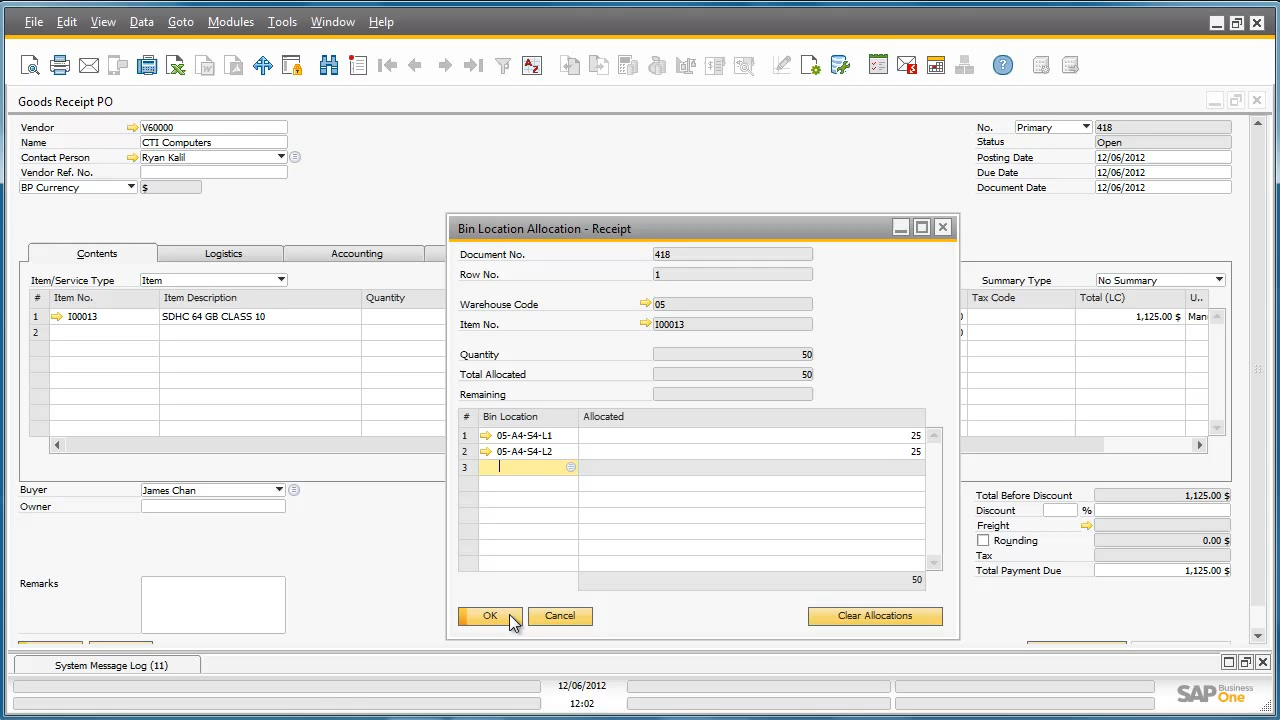 File Edit View Data Goto Modules Tools Window Help
Goods Receipt PO
Vendor V60000
Name CTI Computers
Contact Person Ryan Kalil
Vendor Ref. No.
BP Currency $
No. Primary 418
Status Open
Posting Date 12/06/2012
Due Date 12/06/2012
Document Date 12/06/2012
Contents Logistics Accounting
Item/Service Type Item
Summary Type No Summary
# Item No. Item Description Quantity Tax Code Total (LC) U..
1 I00013 SDHC 64 GB CLASS 10 1,125.00 $ Man
2
Bin Location Allocation - Receipt
Document No. 418
Row No. 1
Warehouse Code 05
Item No. I00013
Quantity 50
Total Allocated 50
Remaining
# Bin Location Allocated
1 05-A4-S4-L1 25
2 05-A4-S4-L2 25
3
50
OK Cancel Clear Allocations
Buyer James Chan
Owner
Remarks
Total Before Discount 1,125.00 $
Discount %
Freight
Rounding 0.00 $
Tax
Total Payment Due 1,125.00 $
System Message Log (11)
12/06/2012
12:02
SAP Business One